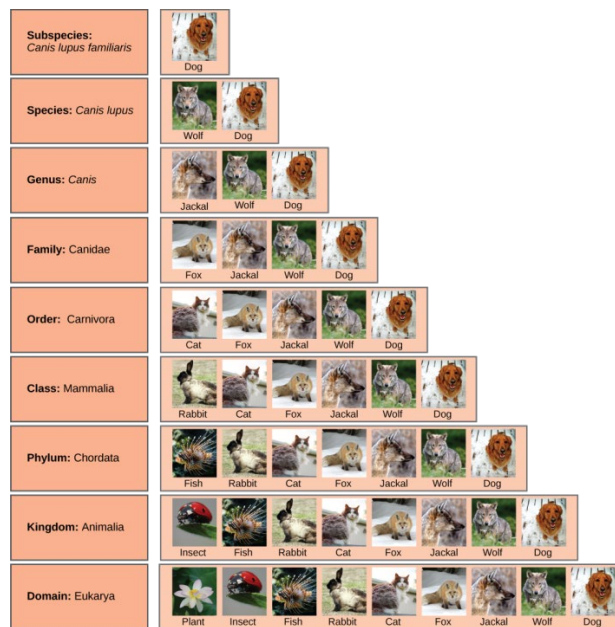 Subspecies:
Canis lupus familiaris
Dog
Species: Canis lupus
Wolf Dog
Genus: Canis
Jackal Wolf Dog
Family: Canidae
Fox Jackal Wolf Dog
Order: Carnivora
Cat Fox Jackal Wolf Dog
Class: Mammalia
Rabbit Cat Fox Jackal Wolf Dog
Phylum: Chordata
Fish Rabbit Cat Fox Jackal Wolf Dog
Kingdom: Animalia
Insect Fish Rabbit Cat Fox Jackal Wolf Dog
Domain: Eukarya
Plant Insect Fish Rabbit Cat Fox Jackal Wolf Dog